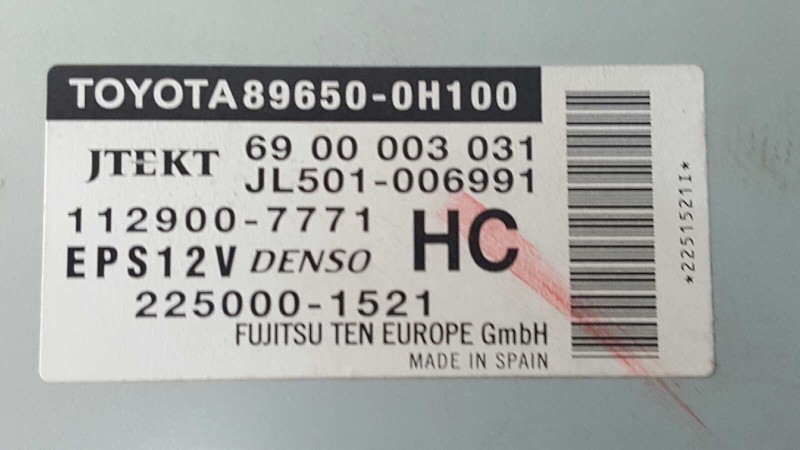 TOYOTA 89650-0H100
JTEKT 69 00 003 031
JL501-006991
112900-7771 HC
EPS12V DENSO
225000-1521
FUJITSU TEN EUROPE GmbH
MADE IN SPAIN
*22515211*